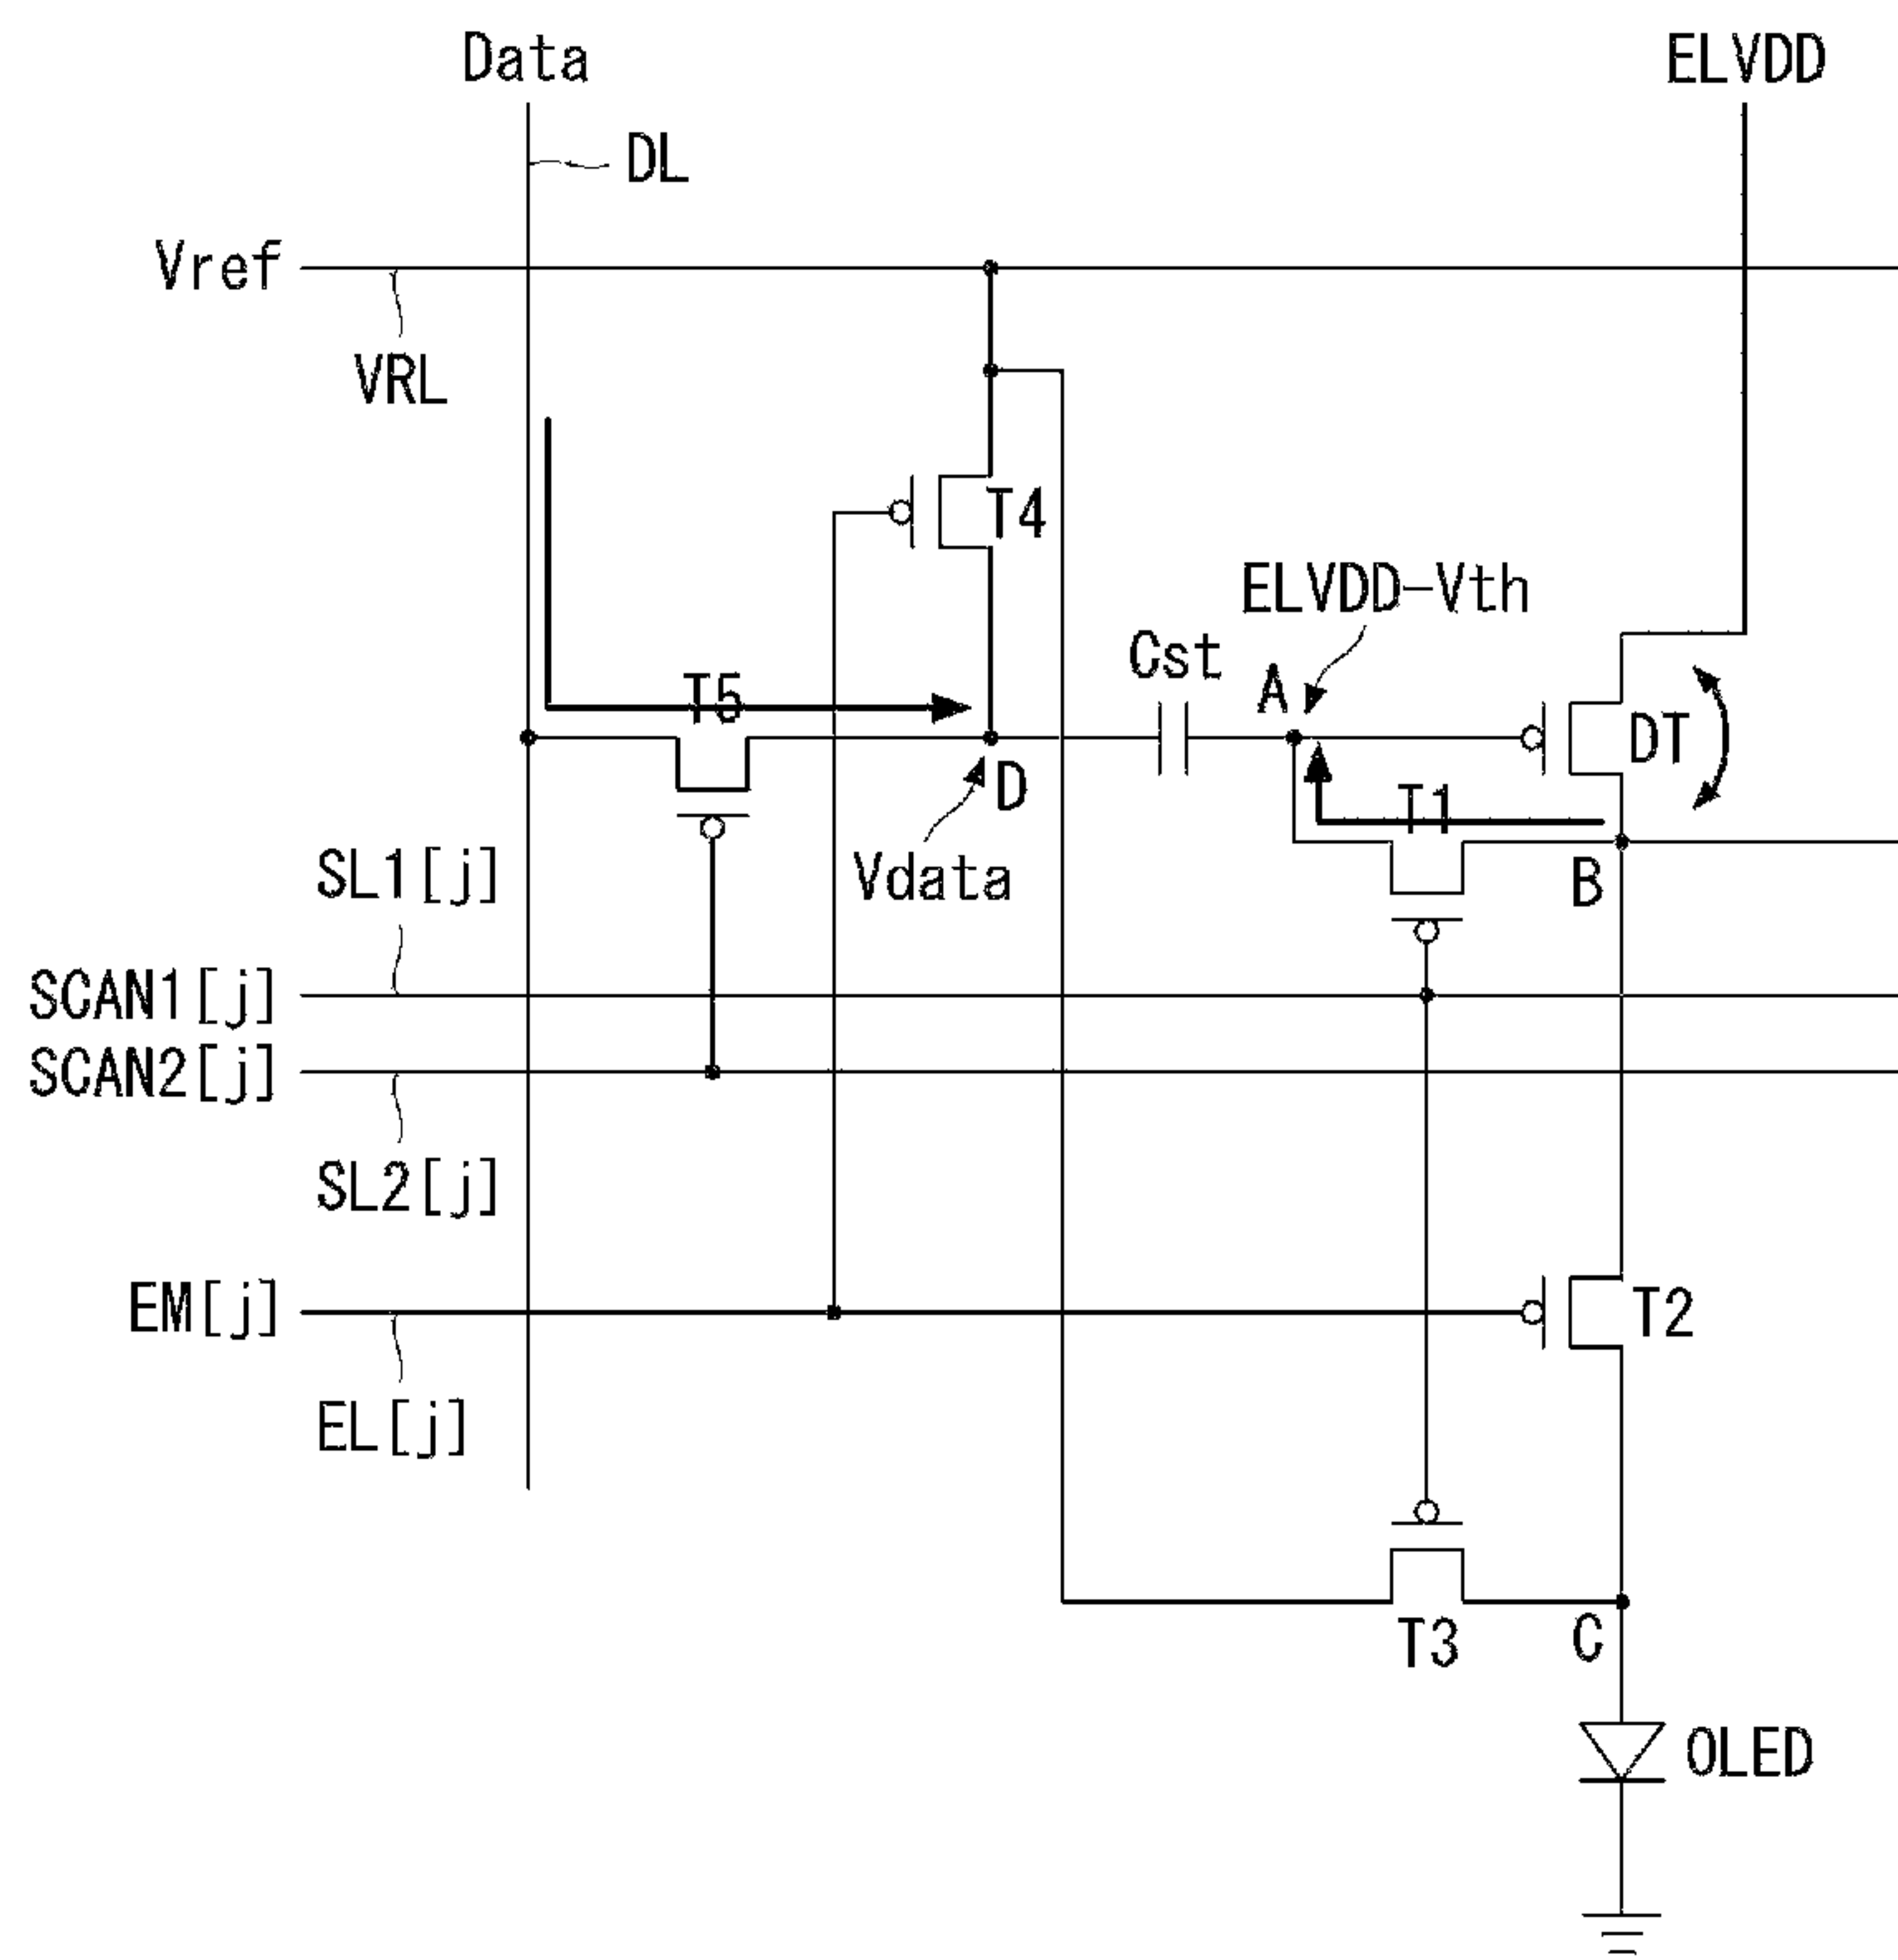 Data
ELVDD
DL
Vref
VRL
T4
ELVDD-Vth
Cst
A
T5
DT
D
T1
Vdata
B
SL1[j]
SCAN1[j]
SCAN2[j]
SL2[j]
EM[j]
T2
EL[j]
T3
C
OLED